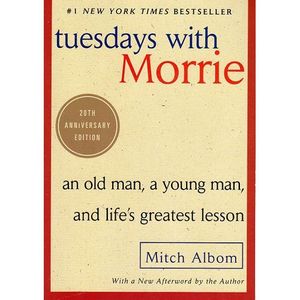 #1 NEW YORK TIMES BESTSELLER
tuesdays with
Morrie
20TH
ANNIVERSARY
EDITION
an old man, a young man,
and life's greatest lesson
Mitch Albom
With a New Afterword by the Author